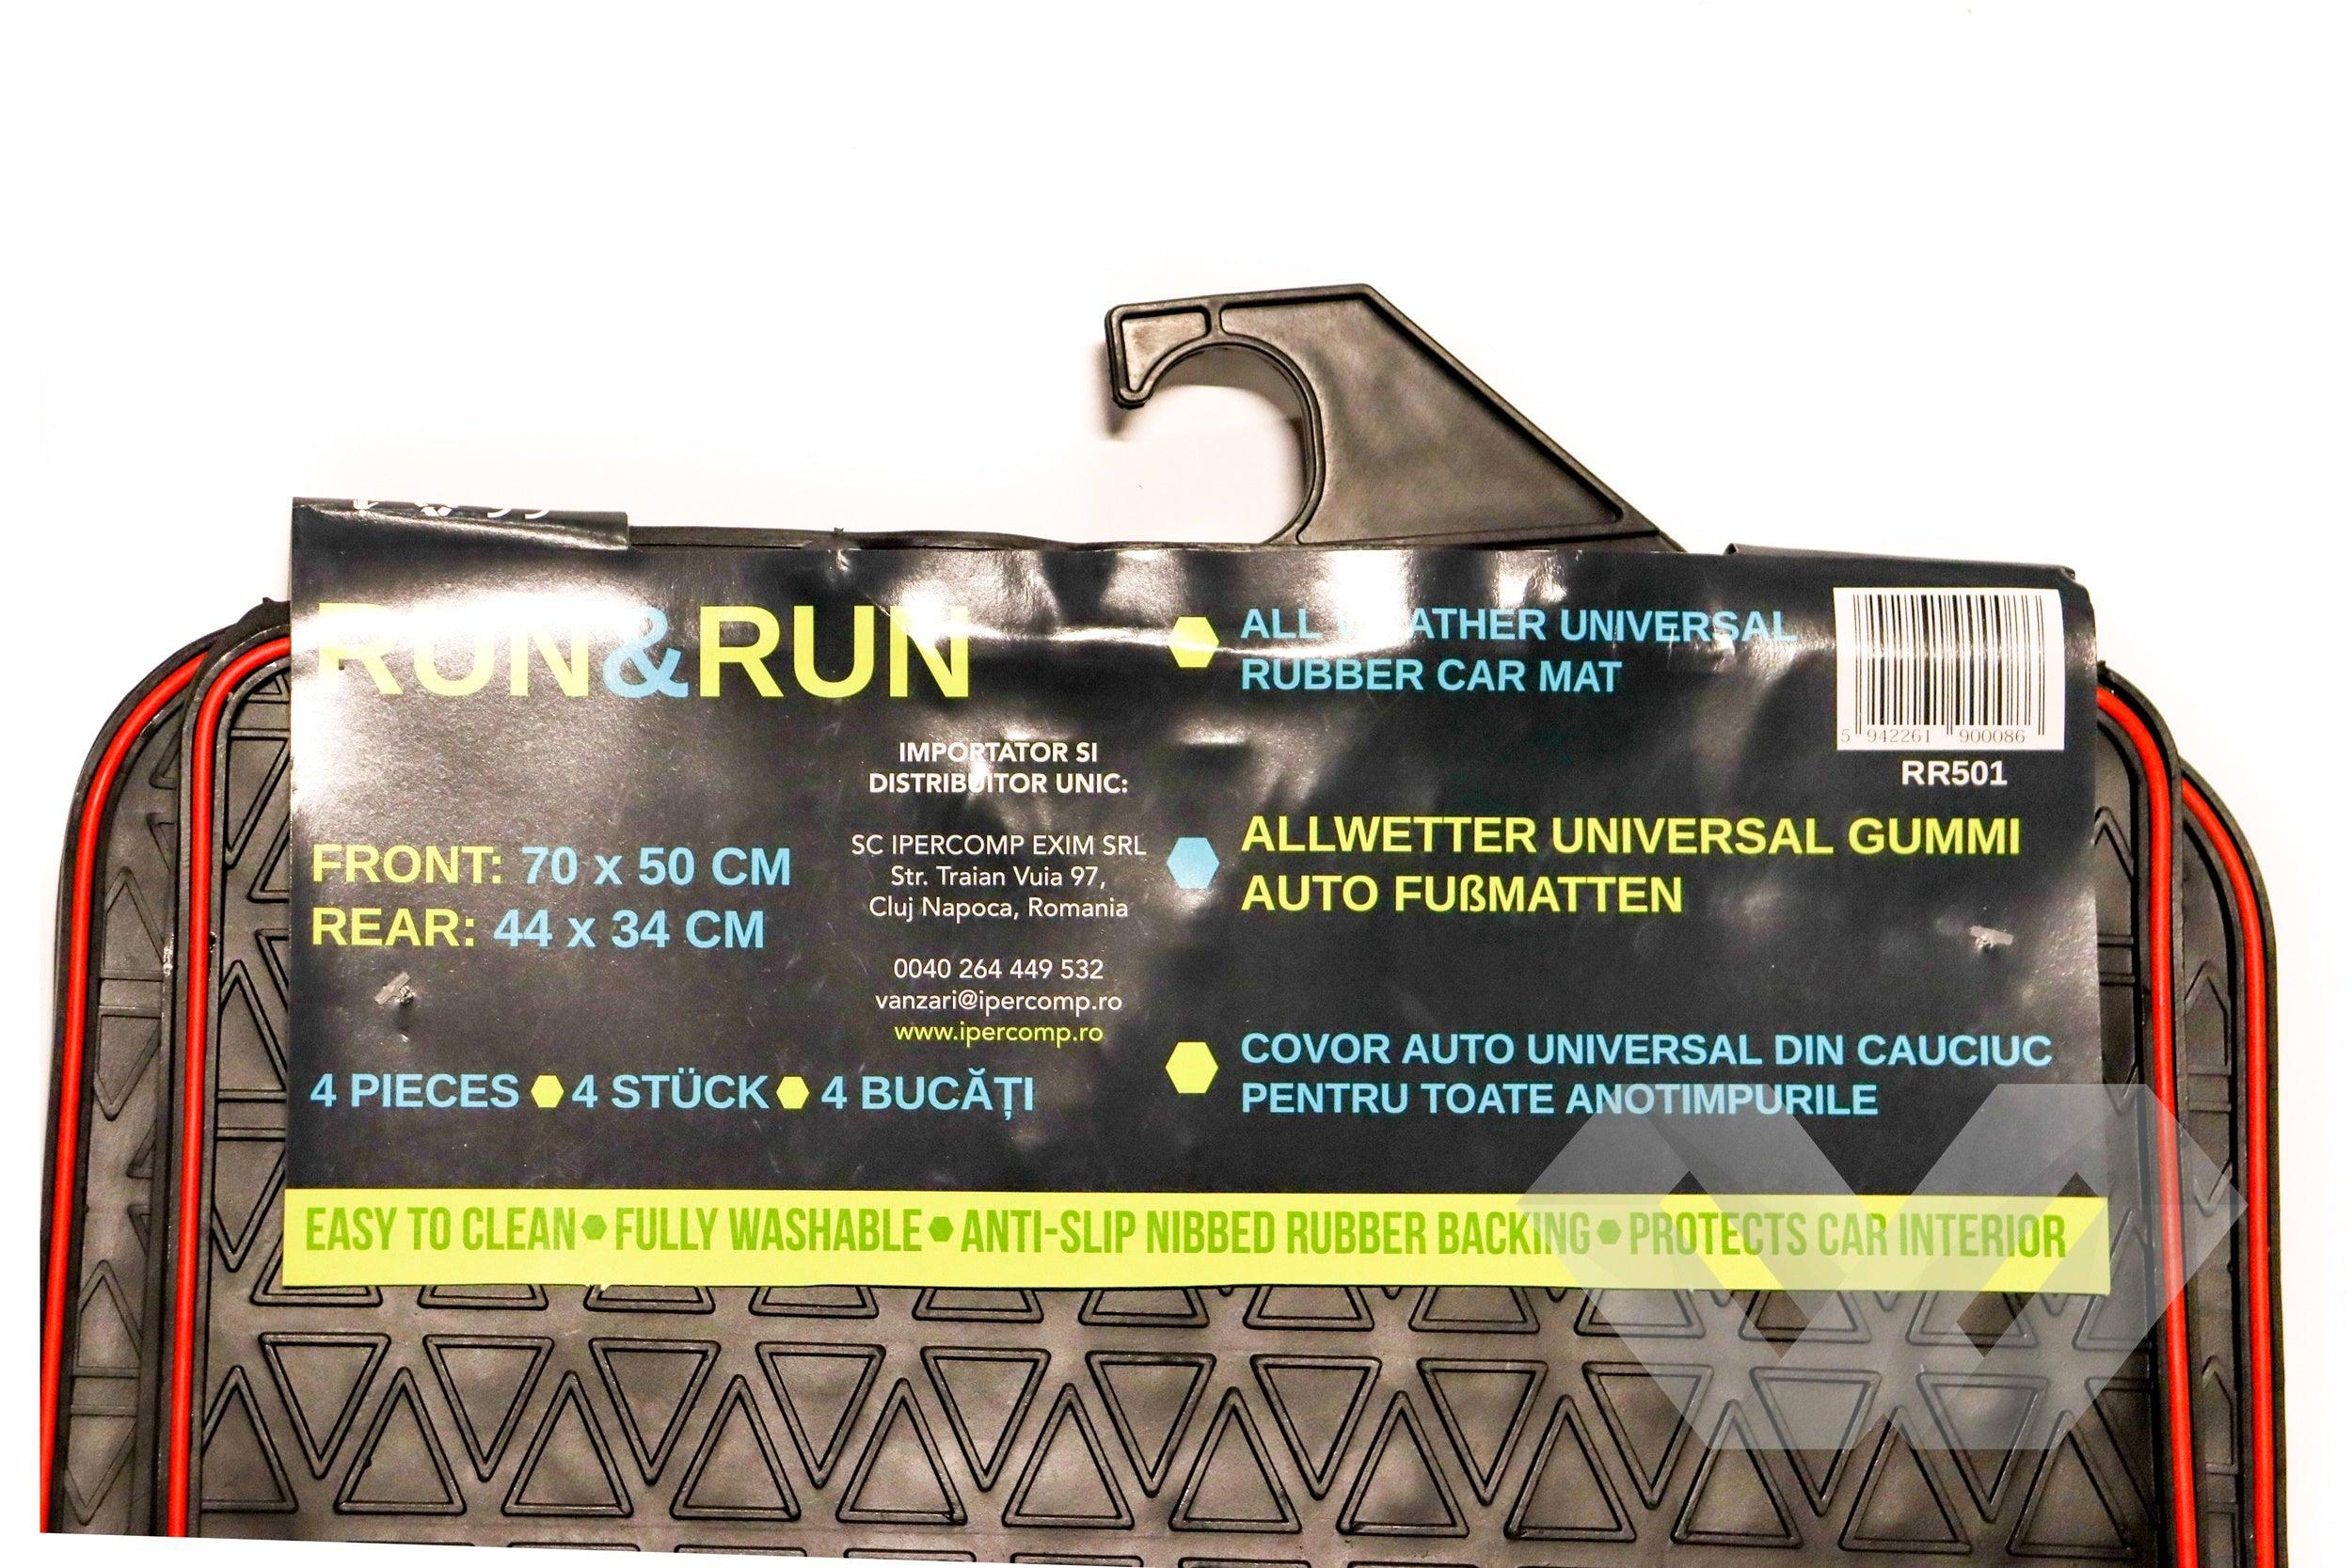 RUN&RUN
FRONT: 70 x 50 CM
REAR: 44 x 34 CM
IMPORTATOR SI
DISTRIBUITOR UNIC:
SC IPERCOMP EXIM SRL
Str. Traian Vuia 97,
Cluj Napoca, Romania
0040 264 449 532
vanzari@ipercomp.ro
www.ipercomp.ro
4 PIECES 4 STÜCK 4 BUCĂȚI
ALL WEATHER UNIVERSAL
RUBBER CAR MAT
5 942261 900086
RR501
ALLWETTER UNIVERSAL GUMMI
AUTO FUßMATTEN
COVOR AUTO UNIVERSAL DIN CAUCIUC
PENTRU TOATE ANOTIMPURILE
EASY TO CLEAN FULLY WASHABLE ANTI-SLIP NIBBED RUBBER BACKING PROTECTS CAR INTERIOR